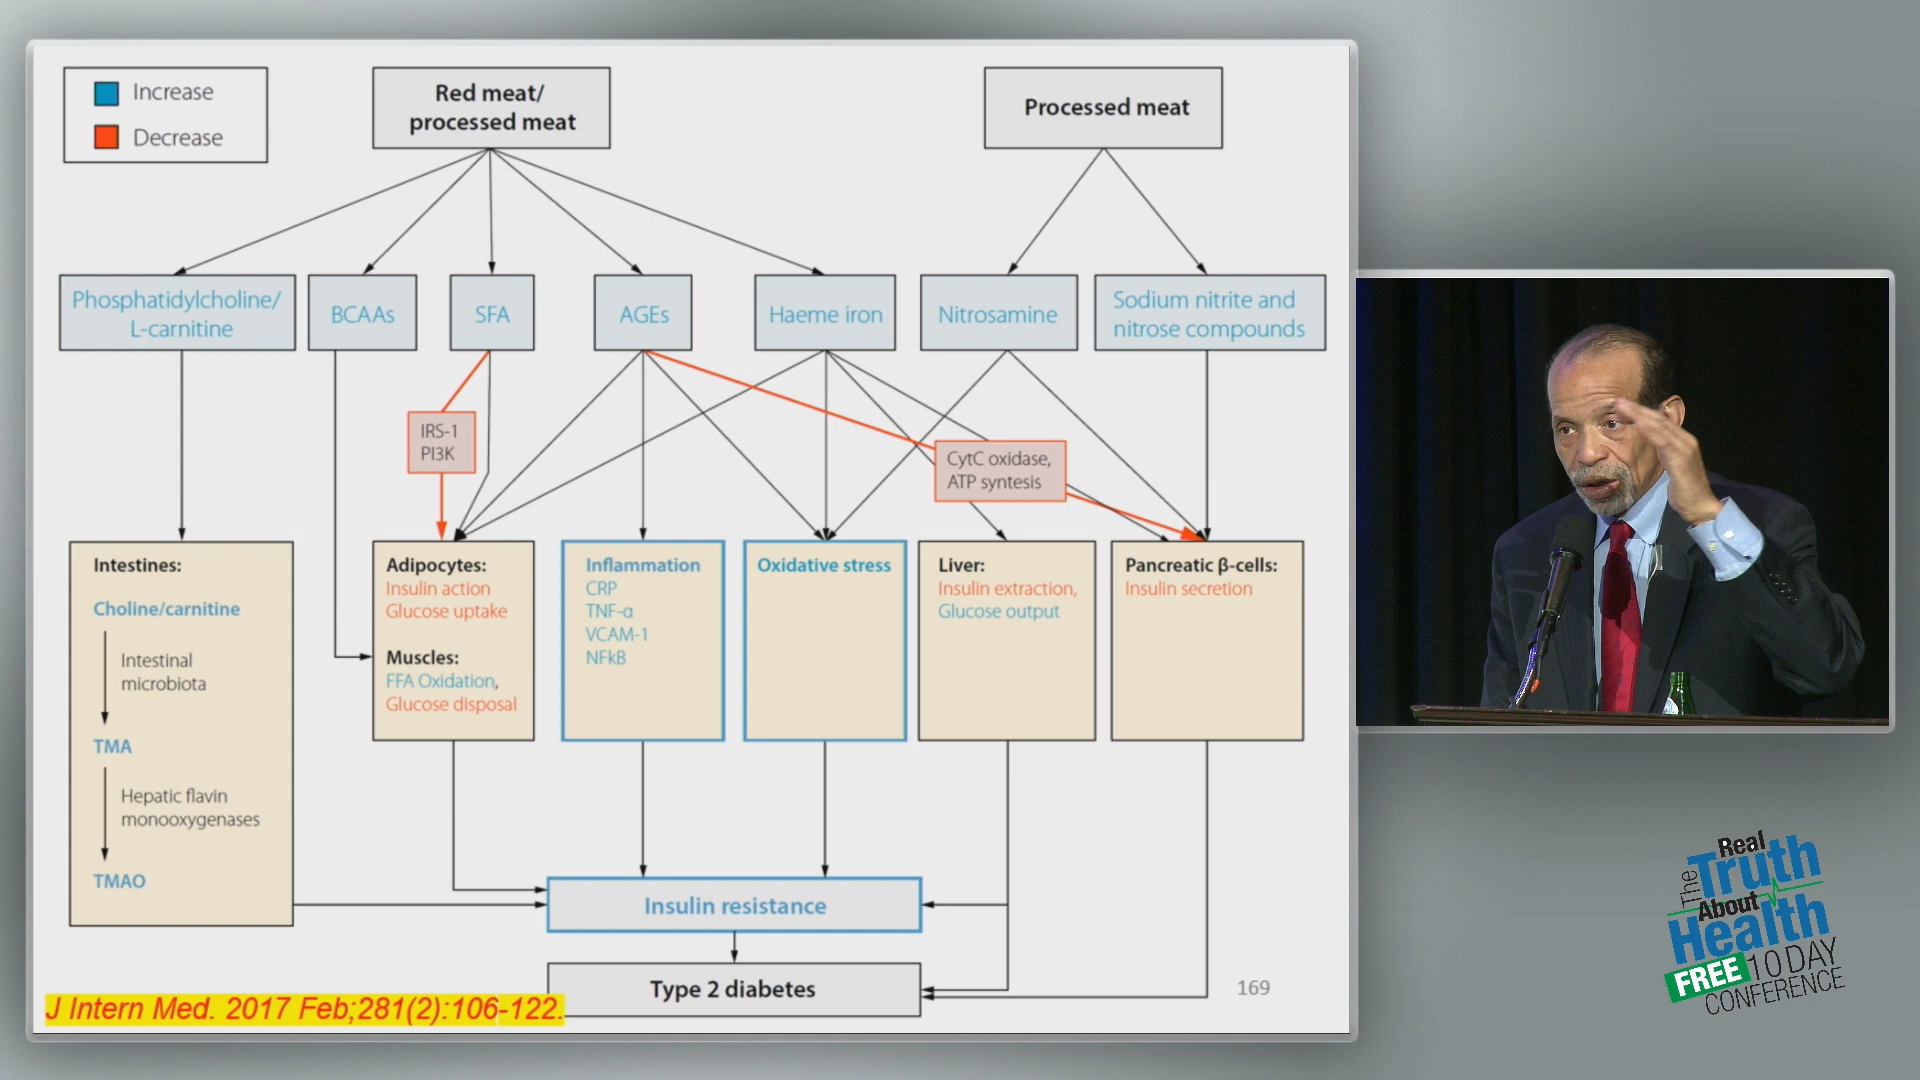 Increase
Decrease
Red meat/
processed meat
Processed meat
Phosphatidylcholine/
L-carnitine
BCAAs
SFA
AGEs
Haeme iron
Nitrosamine
Sodium nitrite and
nitrose compounds
IRS-1
PI3K
CytC oxidase,
ATP syntesis
Intestines:
Choline/carnitine
Intestinal
microbiota
TMA
Hepatic flavin
monooxygenases
TMAO
Adipocytes:
Insulin action
Glucose uptake
Muscles:
FFA Oxidation,
Glucose disposal
Inflammation
CRP
TNF-α
VCAM-1
NFkB
Oxidative stress
Liver:
Insulin extraction,
Glucose output
Pancreatic β-cells:
Insulin secretion
Insulin resistance
Type 2 diabetes
169
J Intern Med. 2017 Feb;281(2):106-122.
The Real
Truth
About
Health
FREE 10 DAY
CONFERENCE